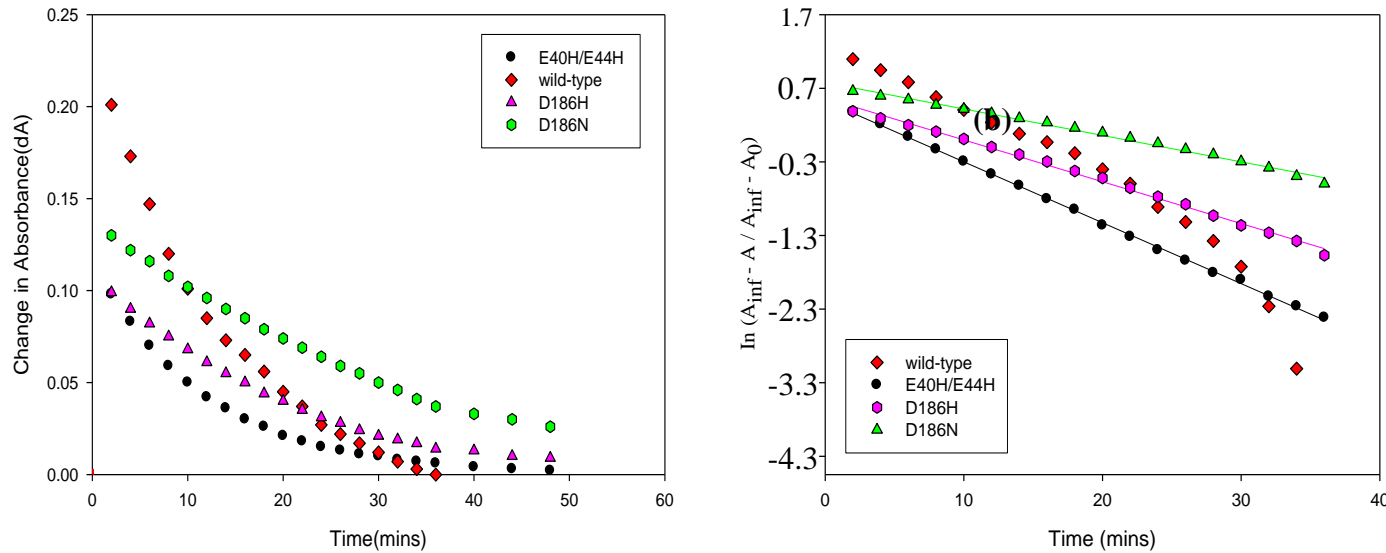 0.25
0.20
0.15
0.10
0.05
0.00
Change in Absorbance(dA)
E40H/E44H
wild-type
D186H
D186N
0 10 20 30 40 50 60
Time(mins)
1.7
0.7
-0.3
-1.3
-2.3
-3.3
-4.3
ln (Ainf - A / Ainf - A0)
(b)
wild-type
E40H/E44H
D186H
D186N
0 10 20 30 40
Time (mins)